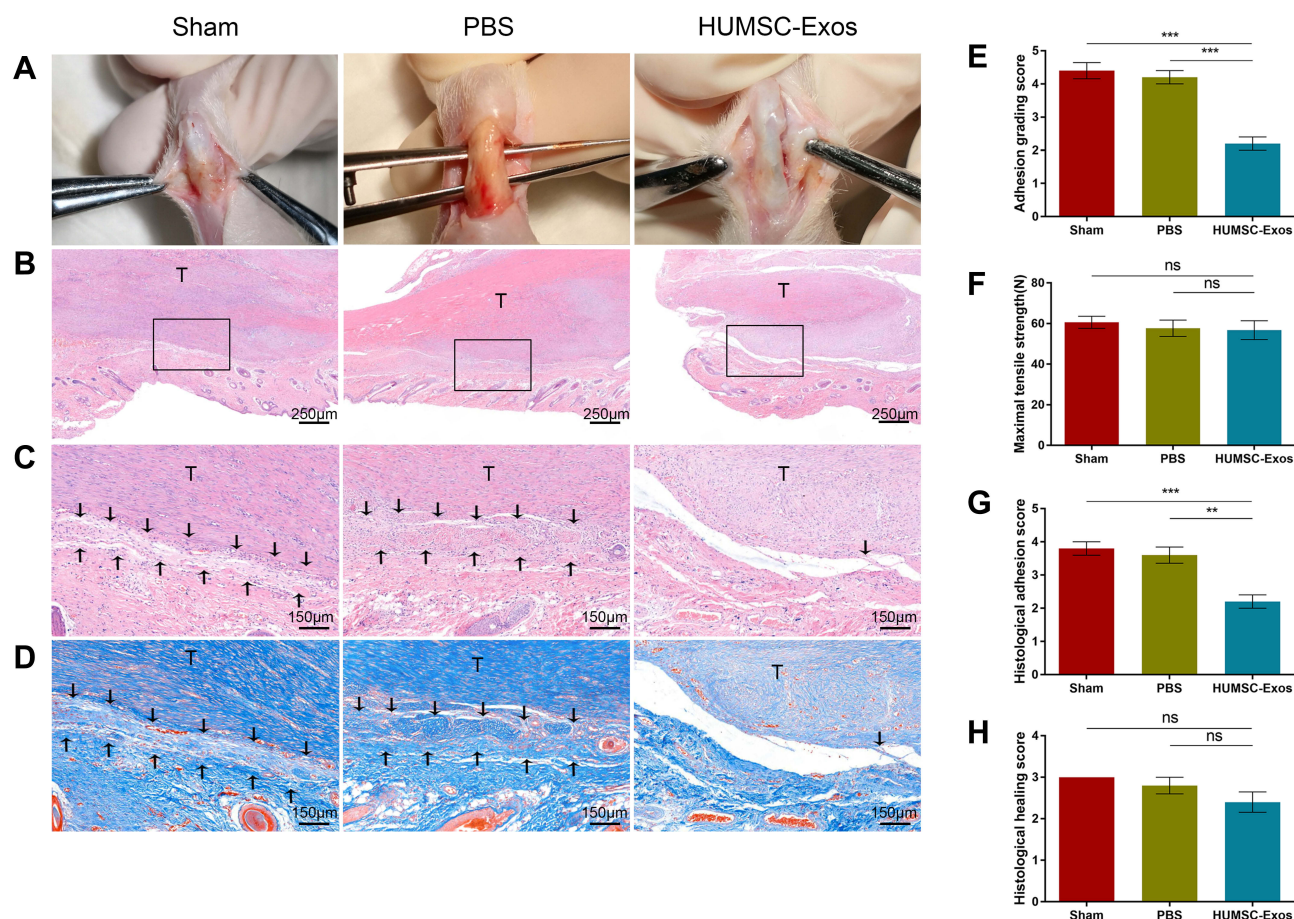 Sham PBS HUMSC-Exos
A
B
T T T
250μm 250μm 250μm
C
T T T
150μm 150μm 150μm
D
T T T
150μm 150μm 150μm
E
***
***
Adhesion grading score
5
4
3
2
1
0
Sham PBS HUMSC-Exos
F
ns
ns
Maximal tensile strength(N)
80
60
40
20
0
Sham PBS HUMSC-Exos
G
***
**
Histological adhesion score
5
4
3
2
1
0
Sham PBS HUMSC-Exos
H
ns
ns
Histological healing score
4
3
2
1
0
Sham PBS HUMSC-Exos